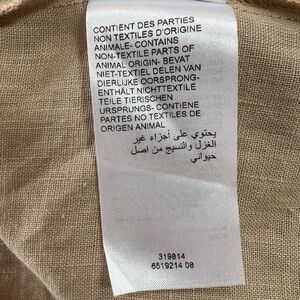 CONTIENT DES PARTIES
NON TEXTILES D'ORIGINE
ANIMALE- CONTAINS
NON-TEXTILE PARTS OF
ANIMAL ORIGIN- BEVAT
NIET-TEXTIEL DELEN VAN
DIERLIJKE OORSPRONG-
ENTHÄLT NICHTTEXTILE
TEILE TIERISCHEN
URSPRUNGS- CONTIENE
PARTES NO TEXTILES DE
ORIGEN ANIMAL
يحتوي على أجزاء غير
الغزل والنسيج من اصل
حيواني
319814
6519214 08